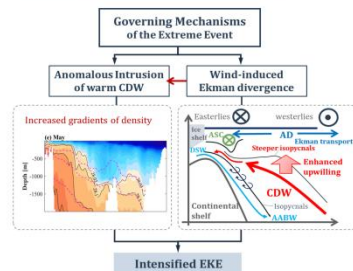 Governing Mechanisms
of the Extreme Event
Anomalous Intrusion
of warm CDW
Wind-induced
Ekman divergence
Increased gradients of density
(c) May
Depth [m]
-500
-1000
-1500
Easterlies
westerlies
Ice
shelf
ASC
AD
Ekman transport
DSW
Steeper isopycnals
Enhanced
upwilling
CDW
Continental
shelf
Isopycnals
AABW
Intensified EKE